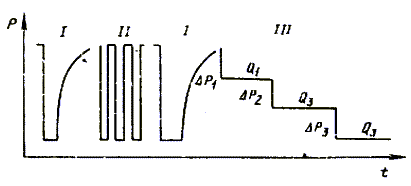 P
I II I III
ΔP₁ Q₁
ΔP₂ Q₃
ΔP₃ Q₃
t